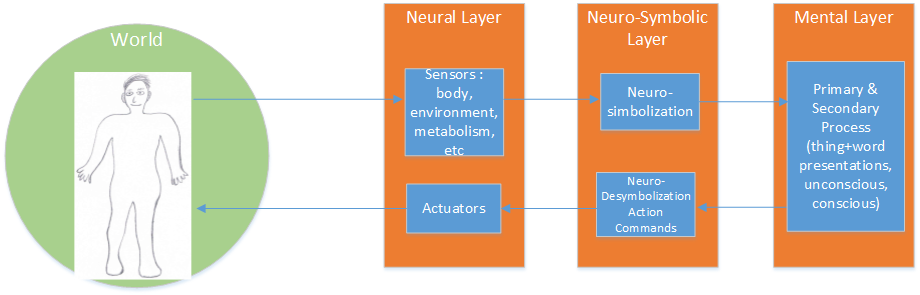 World
Neural Layer
Sensors :
body,
environment,
metabolism,
etc
Actuators
Neuro-Symbolic
Layer
Neuro-
simbolization
Neuro-
Desymbolization
Action
Commands
Mental Layer
Primary &
Secondary
Process
(thing+word
presentations,
unconscious,
conscious)